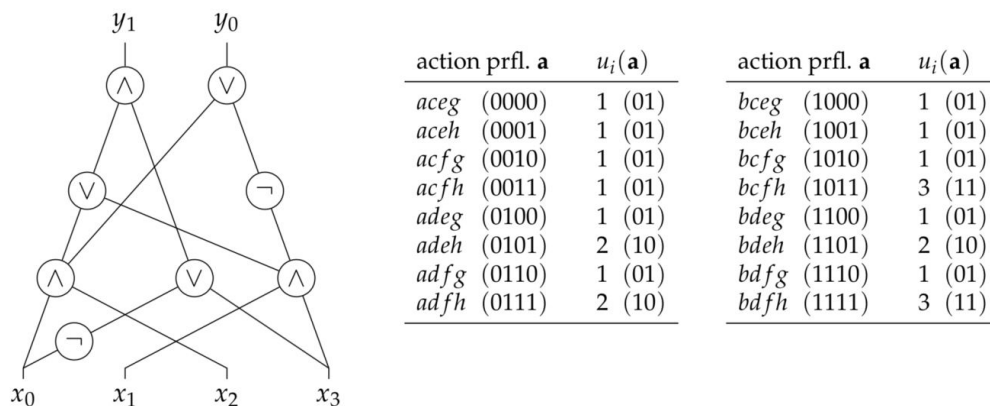 y₁ y₀
∧ ∨
∨ ¬
∧ ∨ ∧
¬
x₀ x₁ x₂ x₃
action prfl. a uᵢ(a)
aceg (0000) 1 (01)
aceh (0001) 1 (01)
acfg (0010) 1 (01)
acfh (0011) 1 (01)
adeg (0100) 1 (01)
adeh (0101) 2 (10)
adfg (0110) 1 (01)
adfh (0111) 2 (10)
action prfl. a uᵢ(a)
bceg (1000) 1 (01)
bceh (1001) 1 (01)
bcfg (1010) 1 (01)
bcfh (1011) 3 (11)
bdeg (1100) 1 (01)
bdeh (1101) 2 (10)
bdfg (1110) 1 (01)
bdfh (1111) 3 (11)